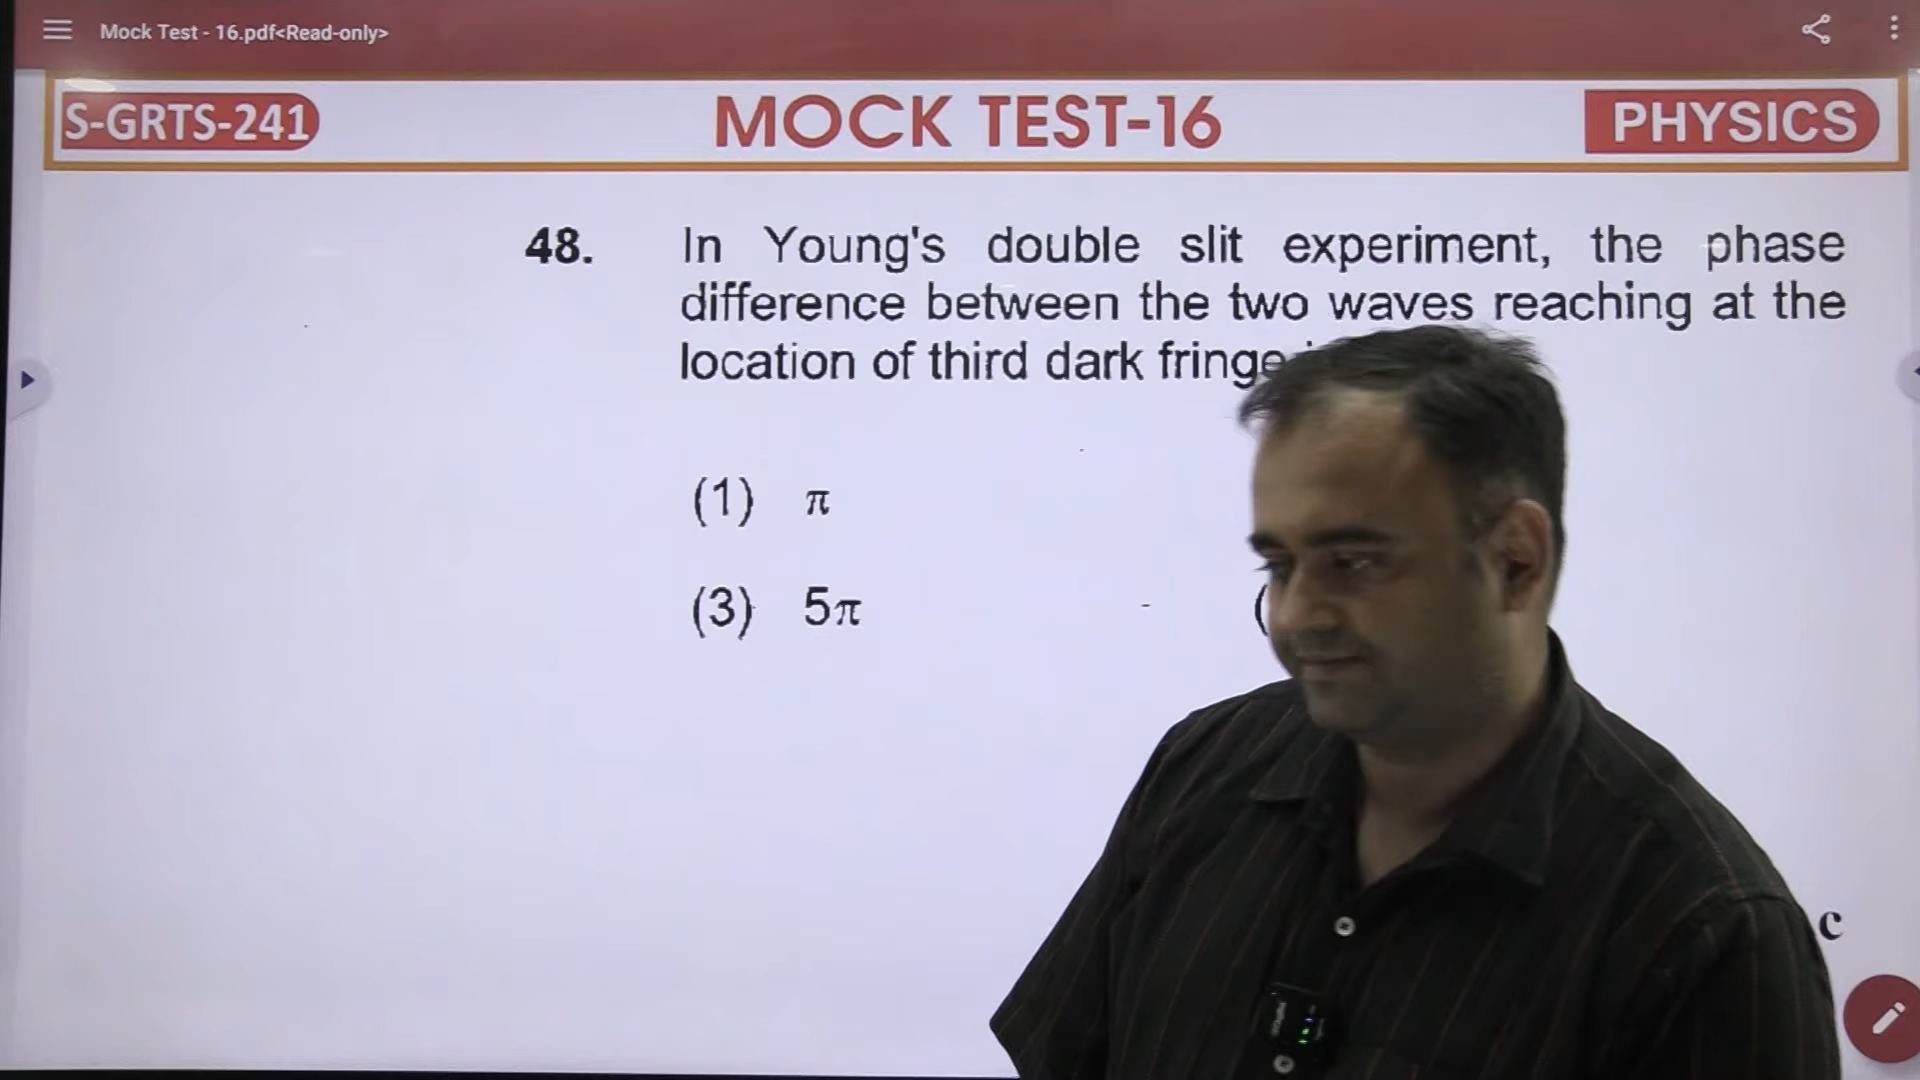 Mock Test - 16.pdf<Read-only>
S-GRTS-241 MOCK TEST-16 PHYSICS
48. In Young's double slit experiment, the phase
difference between the two waves reaching at the
location of third dark fringe
(1) π
(3) 5π (
c